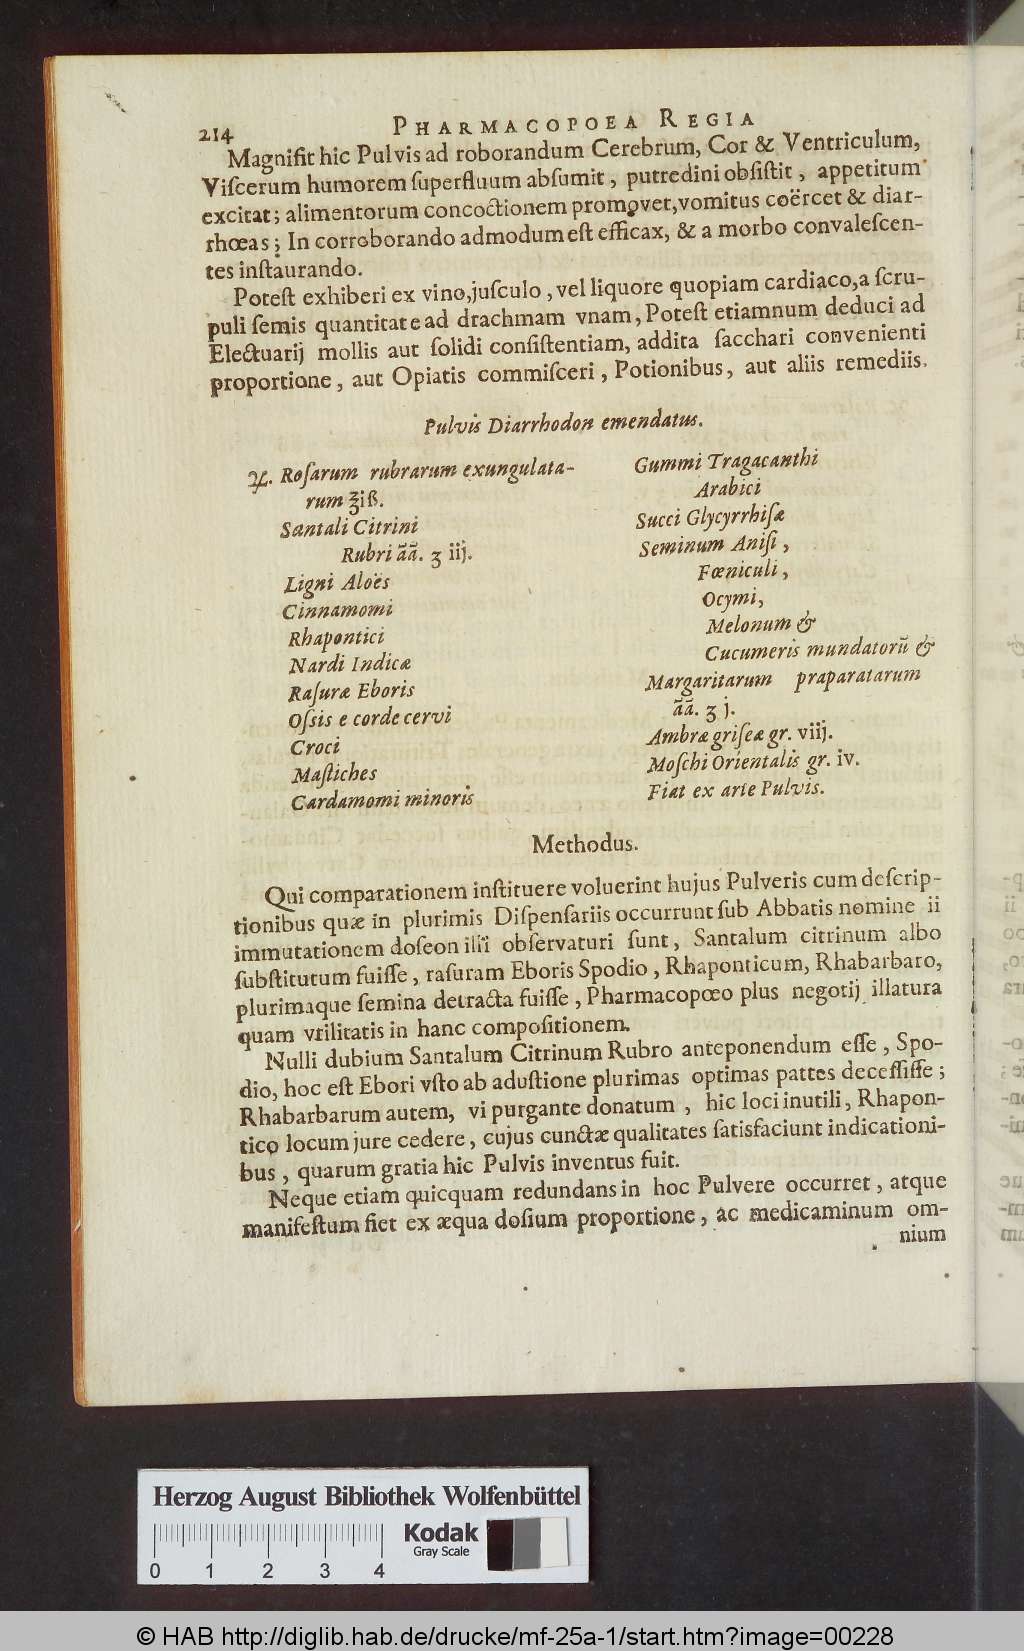 214
PHARMACOPOEA REGIA
Magnifit hic Pulvis ad roborandum Cerebrum, Cor & Ventriculum,
Viſcerum humorem ſuperfluum abſumit, putredini obſiſtit, appetitum
excitat; alimentorum concoctionem promovet, vomitus coërcet & diar-
rhœas; In corroborando admodum eſt efficax, & a morbo convaleſcen-
tes inſtaurando.
Poteſt exhiberi ex vino, juſculo, vel liquore quopiam cardiaco, a ſcru-
puli ſemis quantitate ad drachmam vnam, Poteſt etiamnum deduci ad
Electuarij mollis aut ſolidi conſiſtentiam, addita ſacchari convenienti
proportione, aut Opiatis commiſceri, Potionibus, aut aliis remediis.
Pulvis Diarrhodon emendatus.
♃. Roſarum rubrarum exungulata-
rum ℥iß.
Santali Citrini
Rubri ãã. ʒ iij.
Ligni Aloës
Cinnamomi
Rhapontici
Nardi Indicæ
Raſuræ Eboris
Oſsis e corde cervi
Croci
Maſtiches
Cardamomi minoris
Gummi Tragacanthi
Arabici
Succi Glycyrrhiſæ
Seminum Aniſi,
Fœniculi,
Ocymi,
Melonum &
Cucumeris mundatorũ &
Margaritarum praparatarum
ãã. ʒ j.
Ambræ griſeæ gr. viij.
Moſchi Orientalis gr. iv.
Fiat ex arte Pulvis.
Methodus.
Qui comparationem inſtituere voluerint hujus Pulveris cum deſcrip-
tionibus quæ in plurimis Diſpenſariis occurrunt ſub Abbatis nomine ii
immutationem doſeon illi obſervaturi ſunt, Santalum citrinum albo
ſubſtitutum fuiſſe, raſuram Eboris Spodio, Rhaponticum, Rhabarbaro,
plurimaque ſemina detracta fuiſſe, Pharmacopœo plus negotij illatura
quam vtilitatis in hanc compoſitionem.
Nulli dubium Santalum Citrinum Rubro anteponendum eſſe, Spo-
dio, hoc eſt Ebori vſto ab aduſtione plurimas optimas partes deceſſiſſe;
Rhabarbarum autem, vi purgante donatum, hic loci inutili, Rhapon-
tico locum jure cedere, cujus cunctæ qualitates ſatisfaciunt indicationi-
bus, quarum gratia hic Pulvis inventus fuit.
Neque etiam quicquam redundans in hoc Pulvere occurret, atque
manifeſtum fiet ex æqua doſium proportione, ac medicaminum om-
nium
Herzog August Bibliothek Wolfenbüttel
Kodak
Gray Scale
0 1 2 3 4
© HAB http://diglib.hab.de/drucke/mf-25a-1/start.htm?image=00228